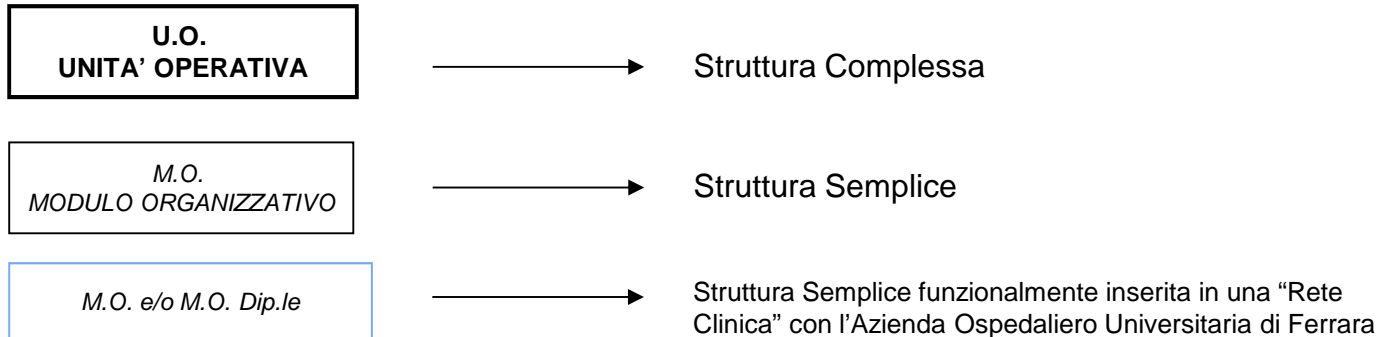 U.O.
UNITA’ OPERATIVA
Struttura Complessa
M.O.
MODULO ORGANIZZATIVO
Struttura Semplice
M.O. e/o M.O. Dip.le
Struttura Semplice funzionalmente inserita in una “Rete
Clinica” con l’Azienda Ospedaliero Universitaria di Ferrara